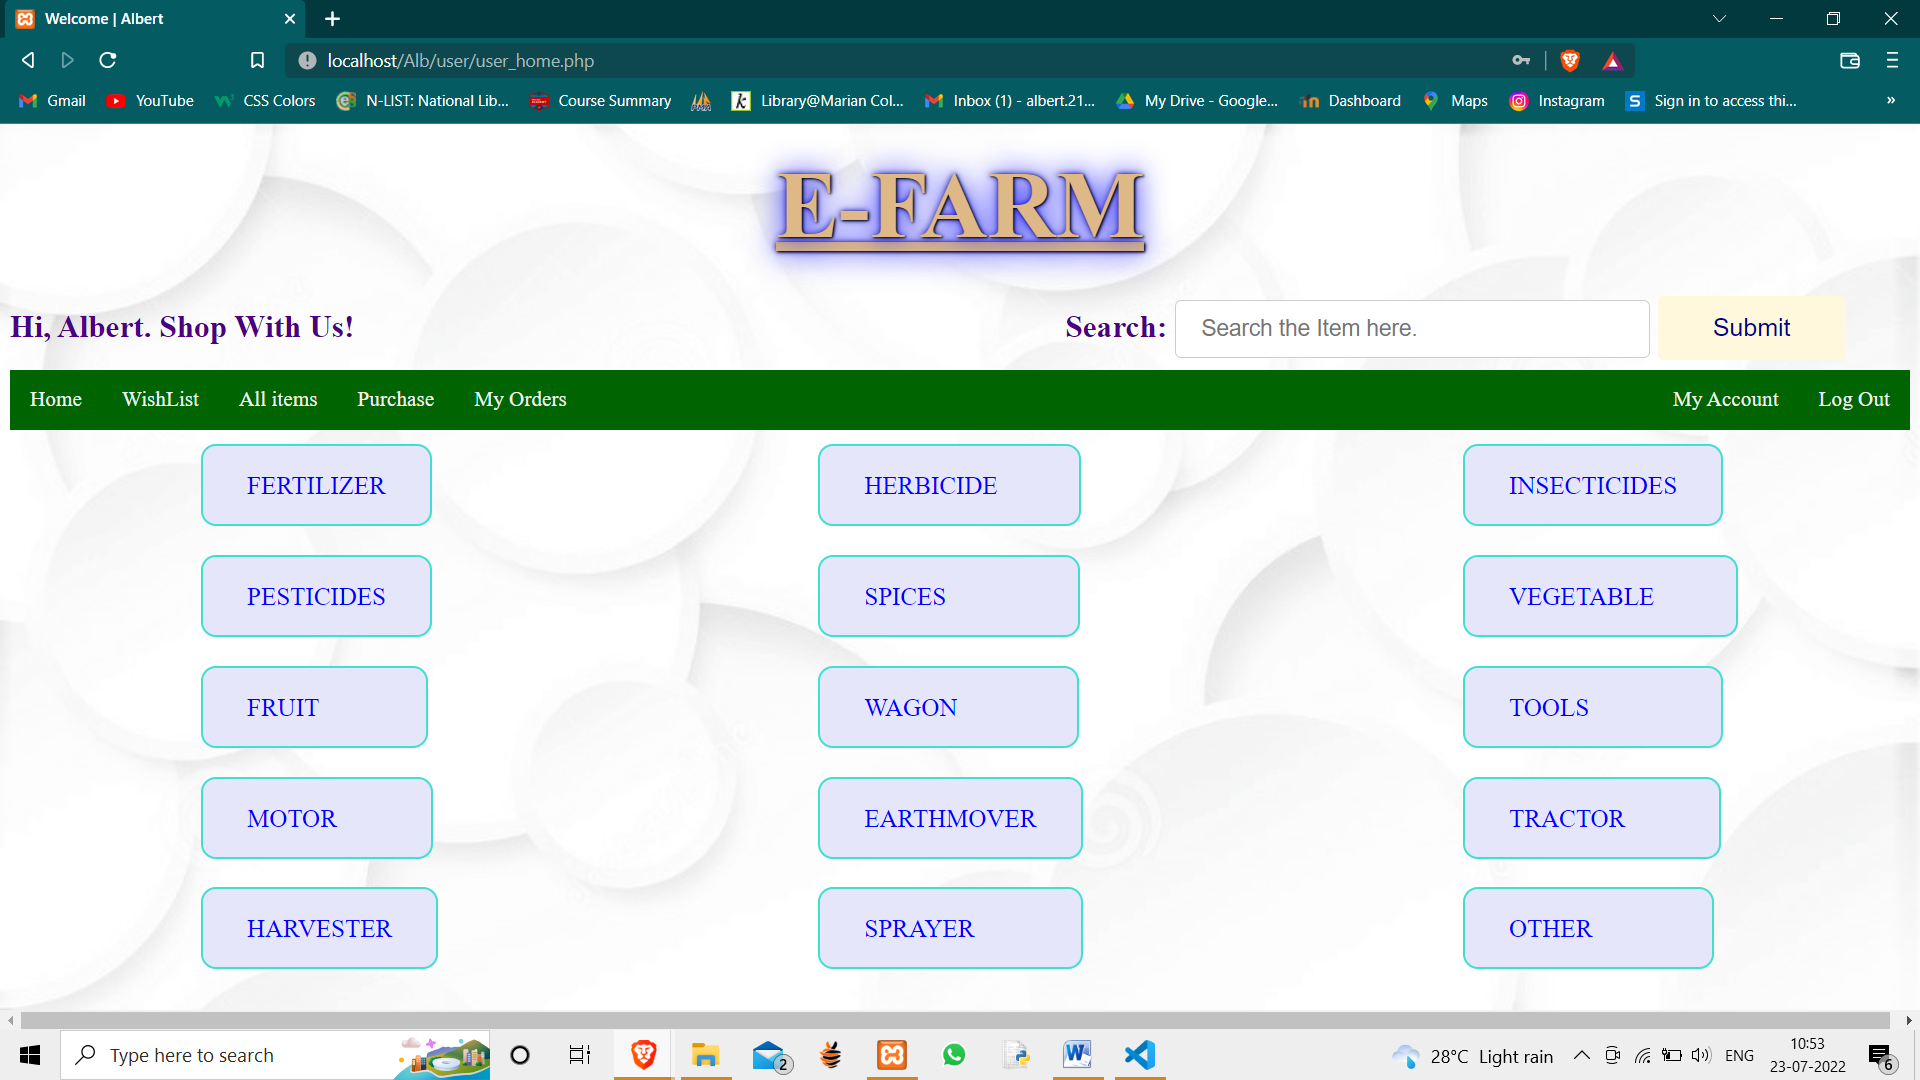 Welcome | Albert
localhost/Alb/user/user_home.php
Gmail YouTube CSS Colors N-LIST: National Lib... Course Summary Library@Marian Col... Inbox (1) - albert.21... My Drive - Google... Dashboard Maps Instagram Sign in to access thi... »
E-FARM
Hi, Albert. Shop With Us! Search: Search the Item here. Submit
Home WishList All items Purchase My Orders My Account Log Out
FERTILIZER HERBICIDE INSECTICIDES
PESTICIDES SPICES VEGETABLE
FRUIT WAGON TOOLS
MOTOR EARTHMOVER TRACTOR
HARVESTER SPRAYER OTHER
Type here to search 2 28°C Light rain ENG 10:53 6
23-07-2022